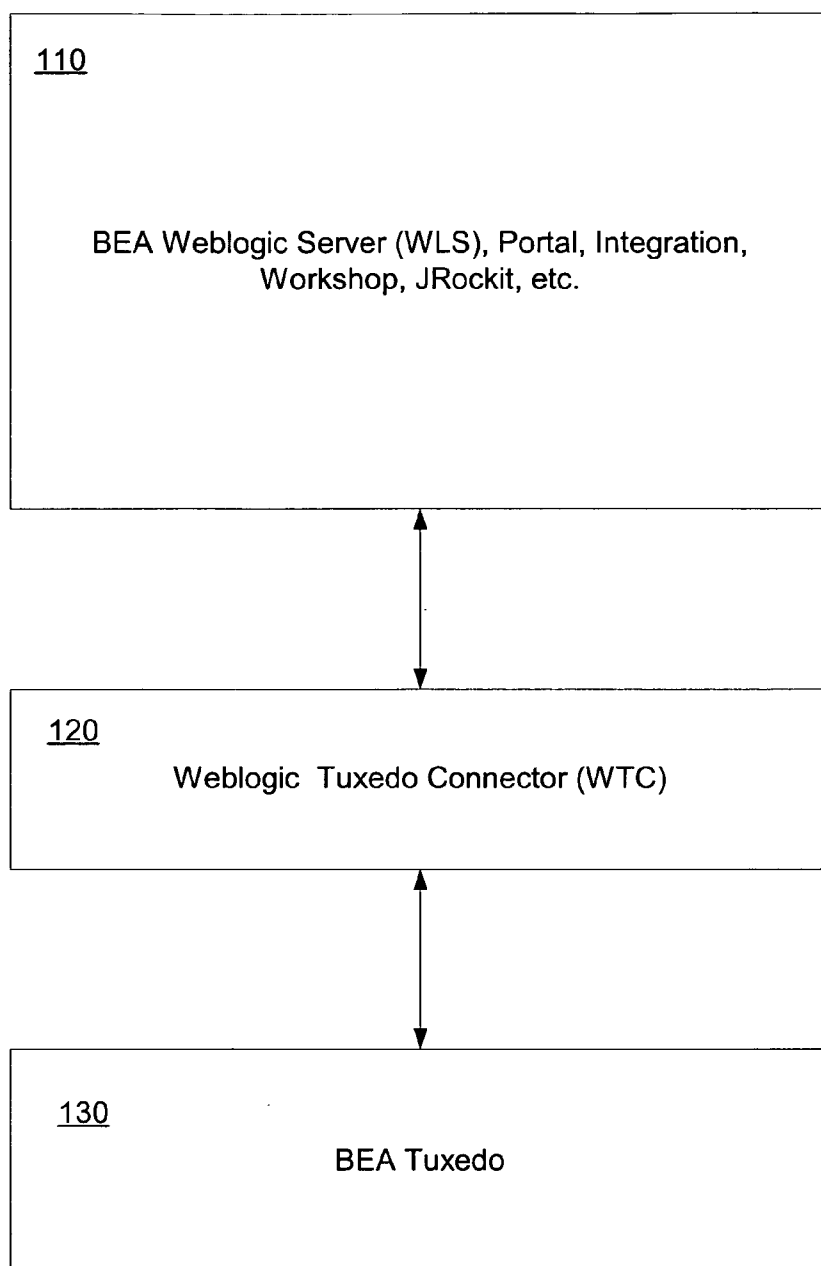 110
BEA Weblogic Server (WLS), Portal, Integration,
Workshop, JRockit, etc.
120
Weblogic Tuxedo Connector (WTC)
130
BEA Tuxedo